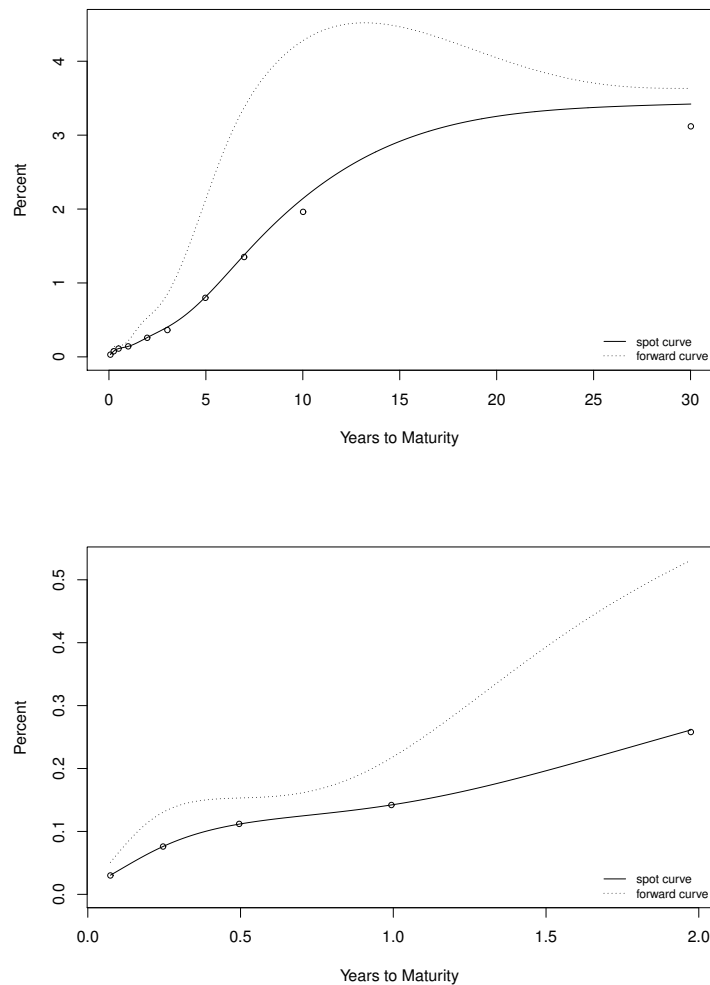 4
3
2
1
0
Percent
spot curve
forward curve
0 5 10 15 20 25 30
Years to Maturity
0.5
0.4
0.3
0.2
0.1
0.0
Percent
spot curve
forward curve
0.0 0.5 1.0 1.5 2.0
Years to Maturity